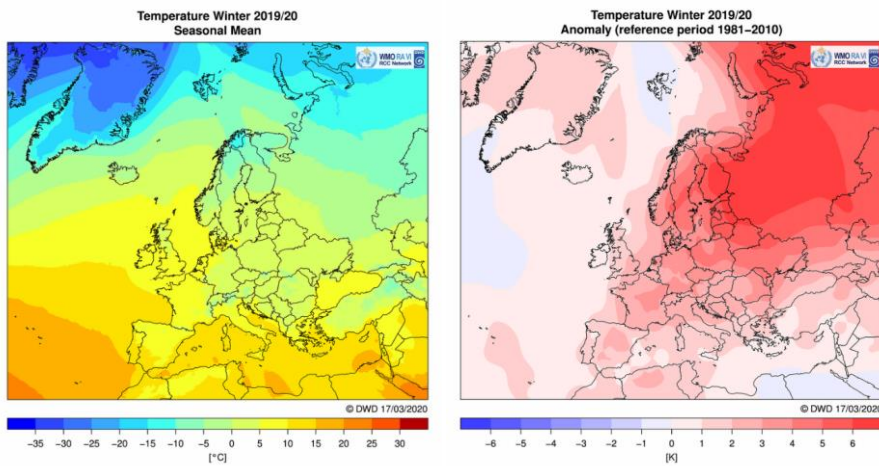 Temperature Winter 2019/20
Seasonal Mean
WMO RA VI
RCC Network
© DWD 17/03/2020
−35 −30 −25 −20 −15 −10 −5 0 5 10 15 20 25 30
[°C]
Temperature Winter 2019/20
Anomaly (reference period 1981−2010)
WMO RA VI
RCC Network
© DWD 17/03/2020
−6 −5 −4 −3 −2 −1 0 1 2 3 4 5 6
[K]